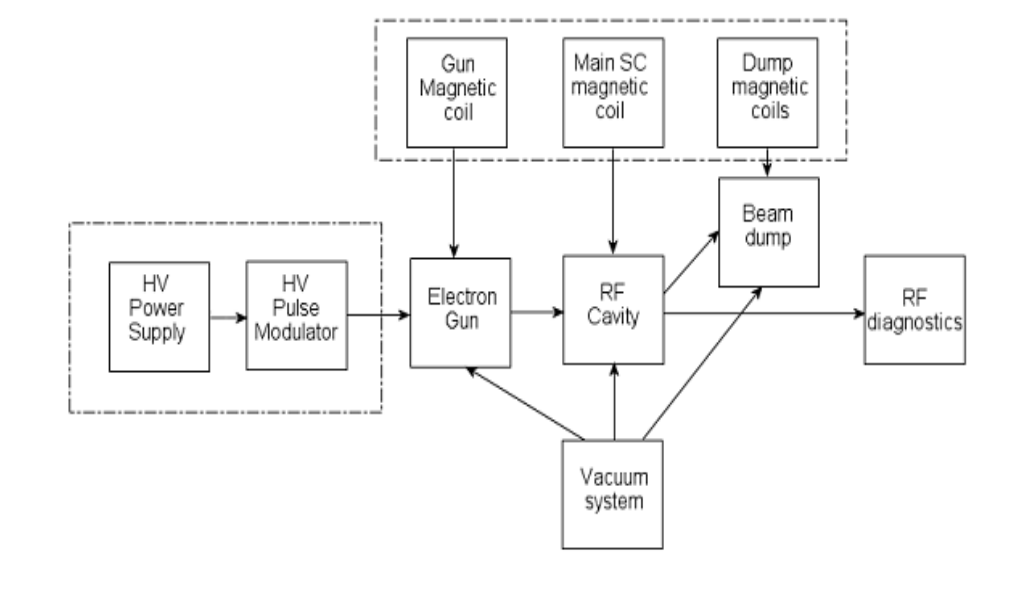 Gun
Magnetic
coil
Main SC
magnetic
coil
Dump
magnetic
coils
Beam
dump
HV
Power
Supply
HV
Pulse
Modulator
Electron
Gun
RF
Cavity
RF
diagnostics
Vacuum
system